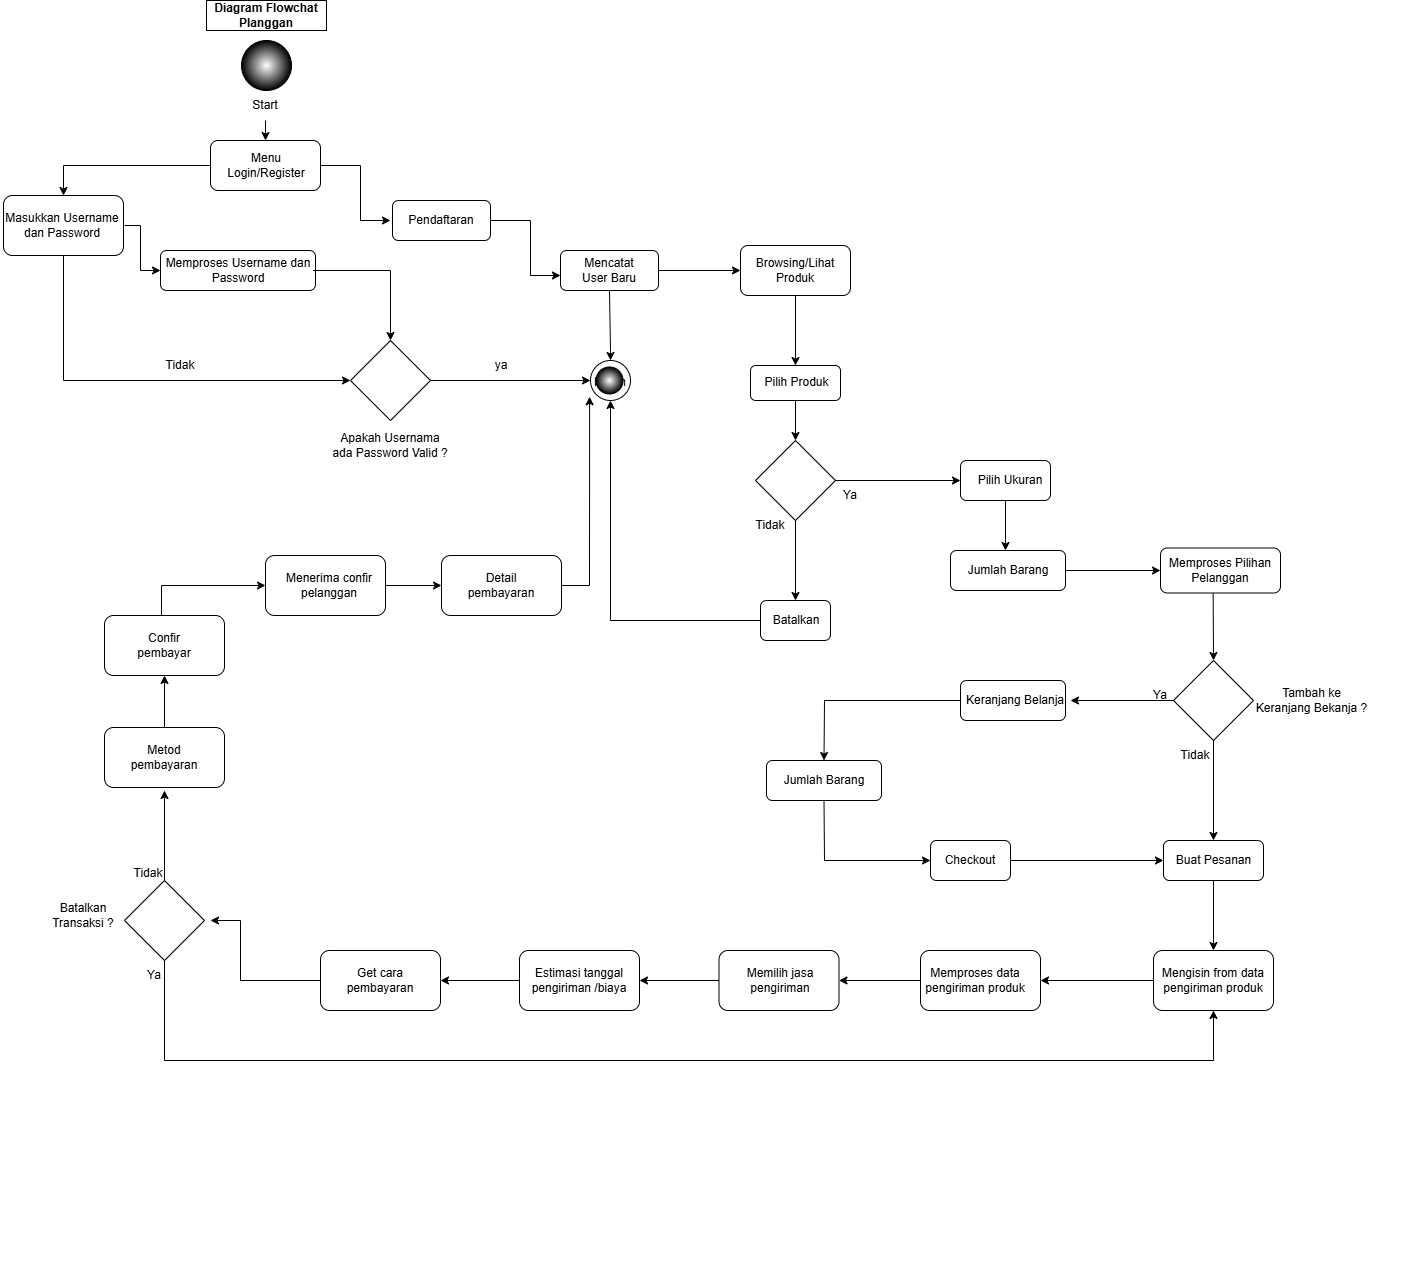 Diagram Flowchat
Planggan
Start
Menu
Login/Register
Masukkan Username
dan Password
Pendaftaran
Memproses Username dan
Password
Mencatat
User Baru
Browsing/Lihat
Produk
Tidak
ya
Pilih Produk
Apakah Usernama
ada Password Valid ?
Pilih Ukuran
Ya
Tidak
Jumlah Barang
Memproses Pilihan
Pelanggan
Menerima confir
pelanggan
Detail
pembayaran
Batalkan
Confir
pembayar
Keranjang Belanja
Ya
Tambah ke
Keranjang Bekanja ?
Tidak
Metod
pembayaran
Jumlah Barang
Checkout
Buat Pesanan
Tidak
Batalkan
Transaksi ?
Ya
Get cara
pembayaran
Estimasi tanggal
pengiriman /biaya
Memilih jasa
pengiriman
Memproses data
pengiriman produk
Mengisin from data
pengiriman produk